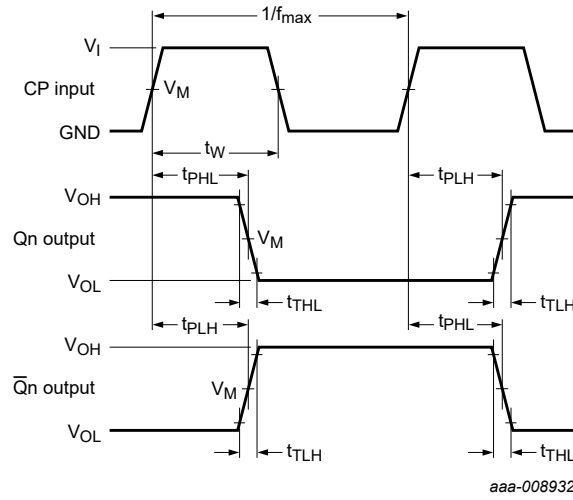 1/fmax
VI
CP input
VM
GND
tW
tPHL
tPLH
VOH
Qn output
VM
VOL
tTHL
tTLH
tPLH
tPHL
VOH
Q̅n output
VM
VOL
tTLH
tTHL
aaa-008932